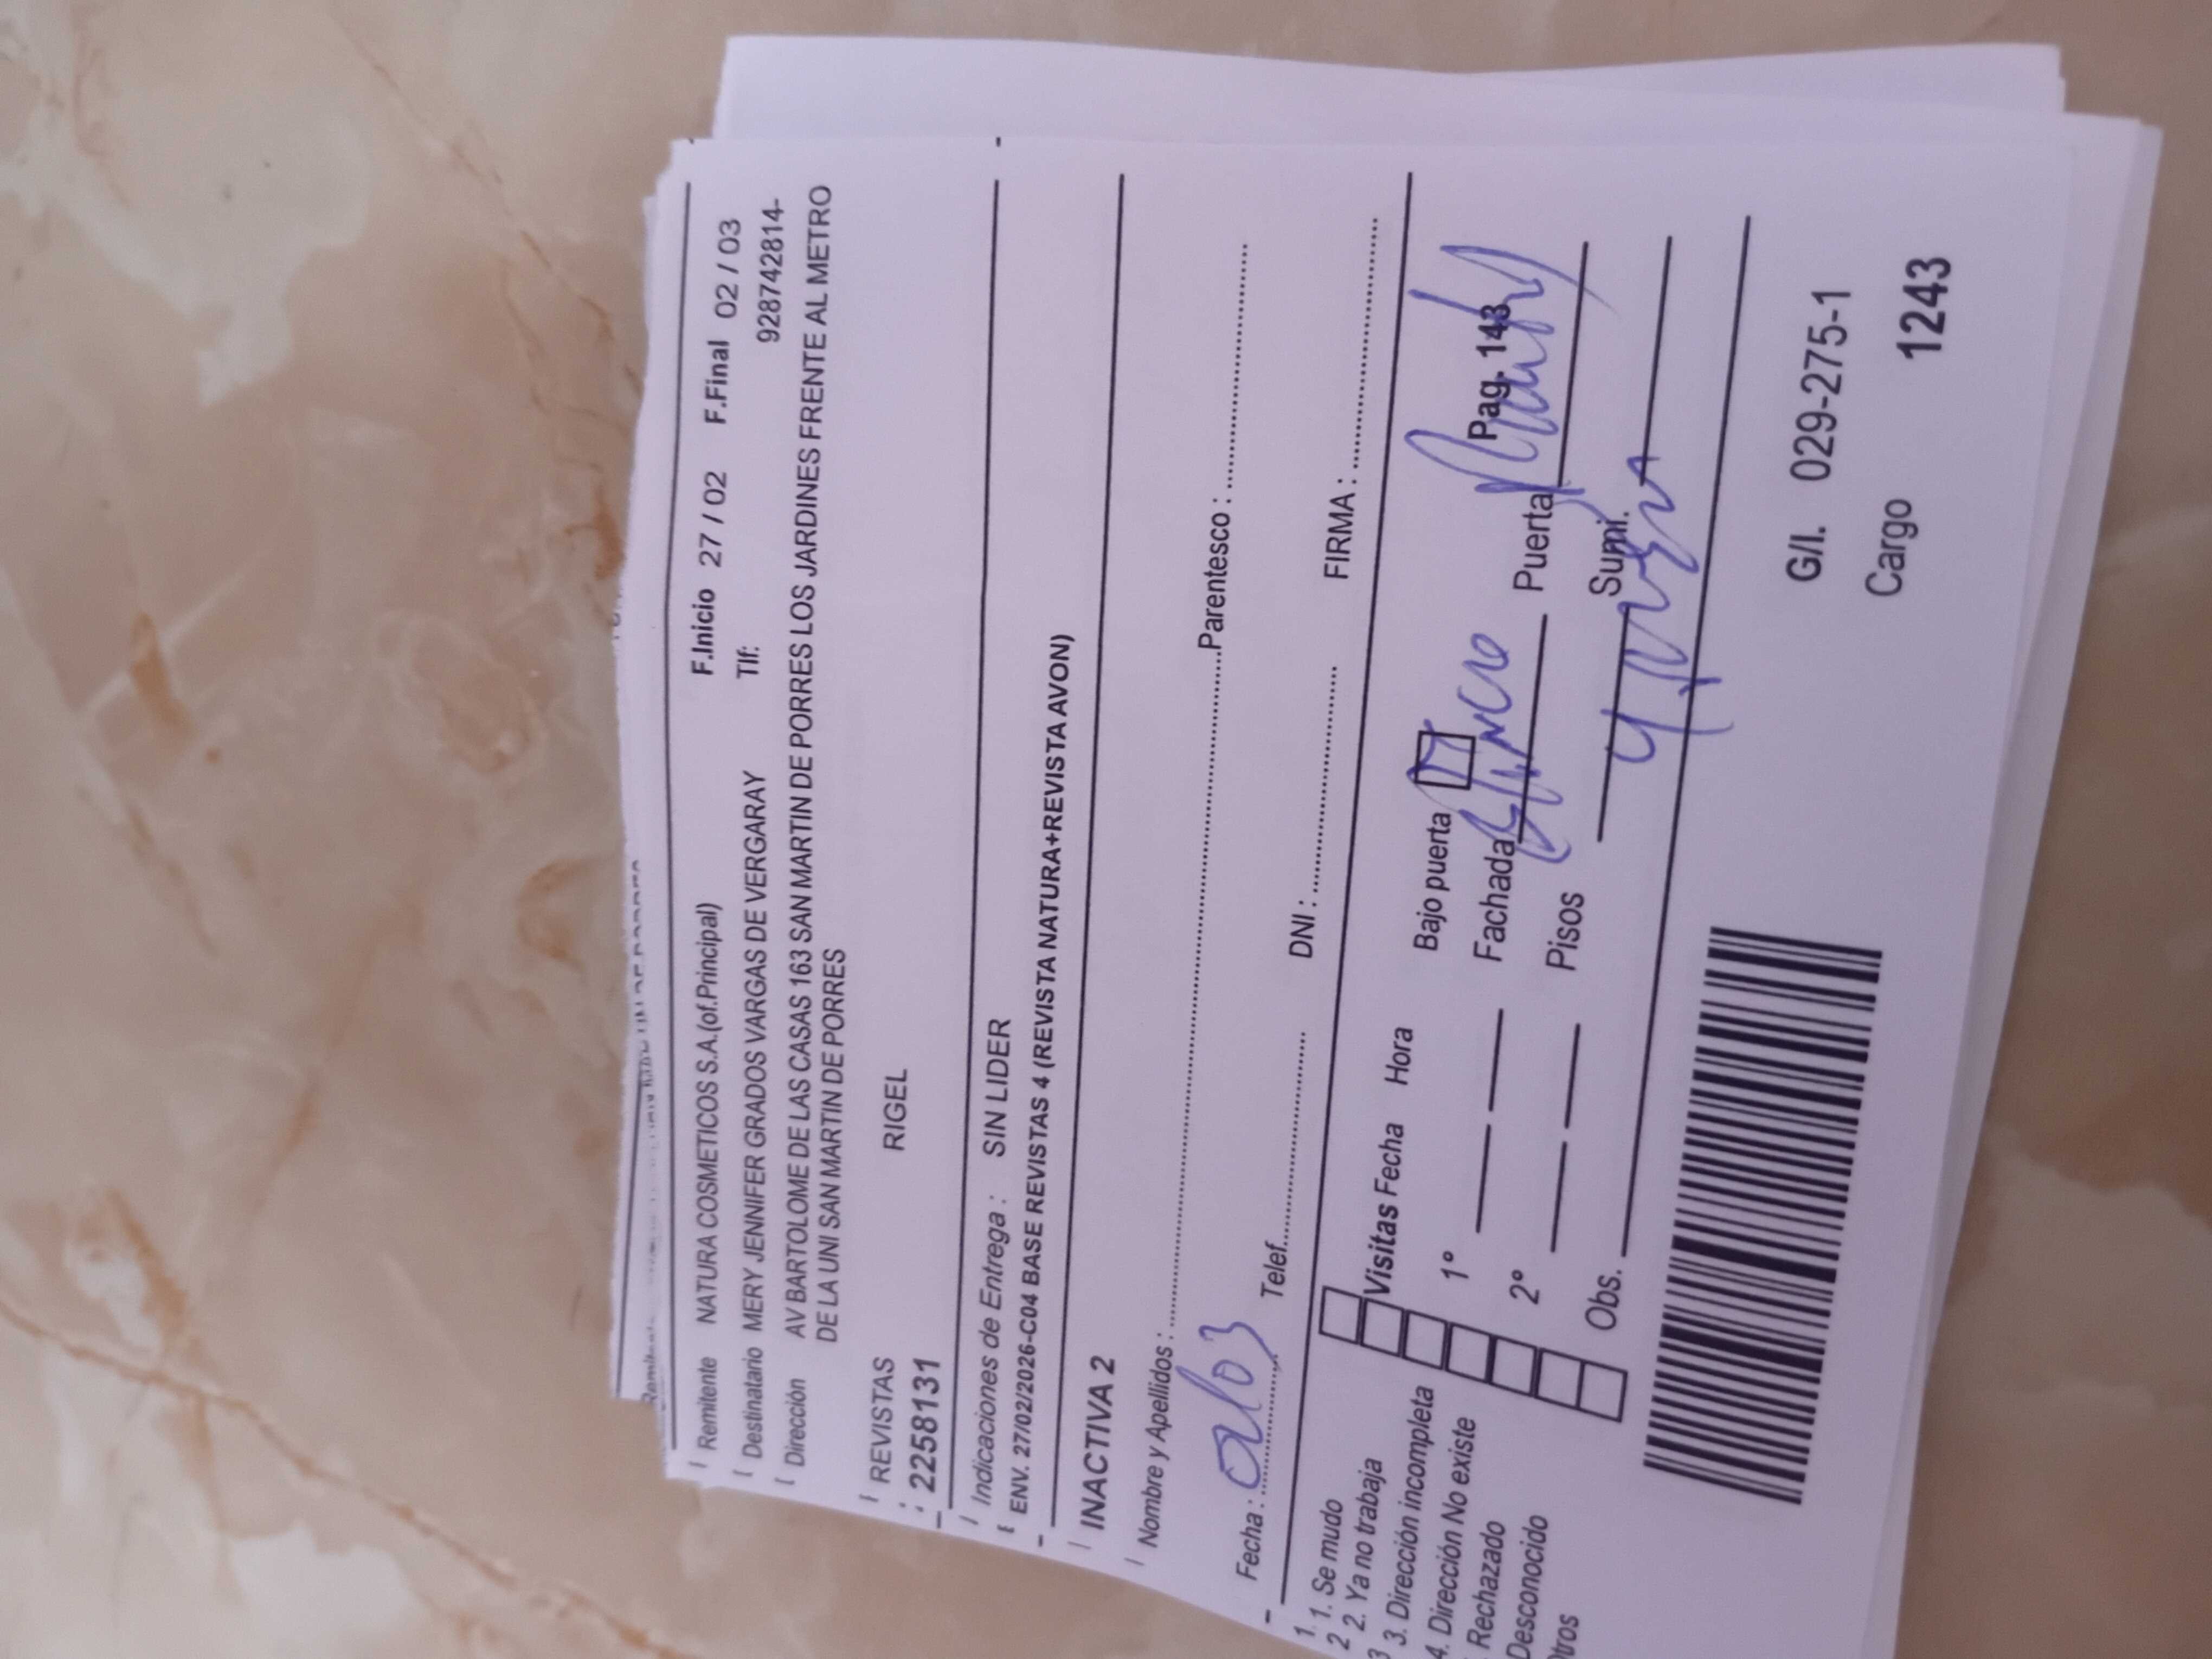 Remitente NATURA COSMETICOS S.A.(of.Principal) F.Inicio 27 / 02 F.Final 02 / 03
Destinatario MERY JENNIFER GRADOS VARGAS DE VERGARAY Tlf: 928742814-
Dirección AV BARTOLOME DE LAS CASAS 163 SAN MARTIN DE PORRES LOS JARDINES FRENTE AL METRO
DE LA UNI SAN MARTIN DE PORRES
REVISTAS RIGEL
: 2258131
Indicaciones de Entrega : SIN LIDER
ENV. 27/02/2026-C04 BASE REVISTAS 4 (REVISTA NATURA+REVISTA AVON)
INACTIVA 2
Nombre y Apellidos : Parentesco :
Fecha : Telef. DNI : FIRMA :
1. 1. Se mudo
2 2. Ya no trabaja
3 3. Dirección incompleta
4. Dirección No existe
Rechazado
Desconocido
Otros
Visitas Fecha Hora Bajo puerta
1° Fachada Puerta Pag. 143
2° Pisos Sumi.
Obs.
G/I. 029-275-1
Cargo 1243